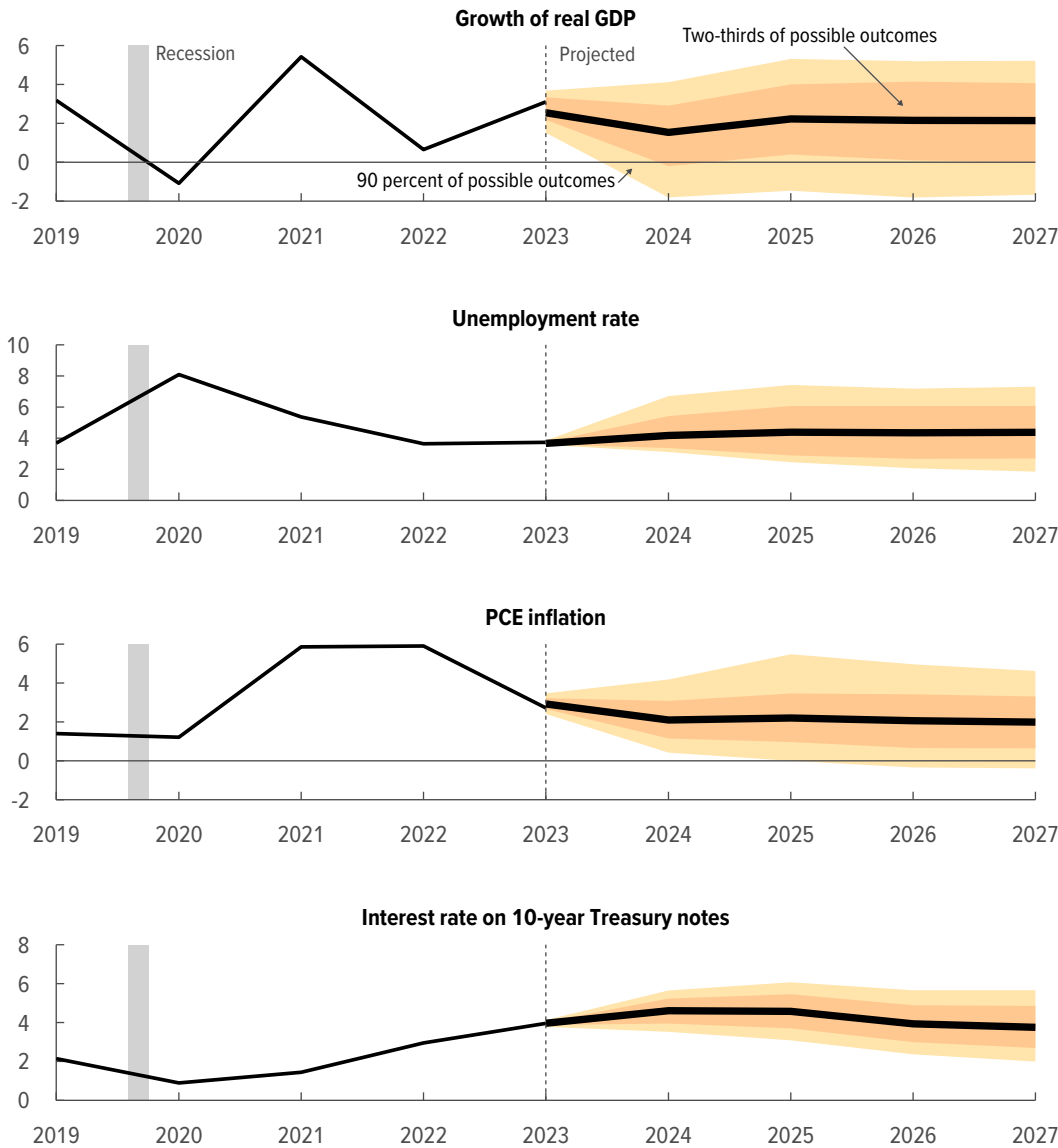 Growth of real GDP
6
Recession
Projected
Two-thirds of possible outcomes
4
2
0
90 percent of possible outcomes
-2
2019 2020 2021 2022 2023 2024 2025 2026 2027
Unemployment rate
10
8
6
4
2
0
2019 2020 2021 2022 2023 2024 2025 2026 2027
PCE inflation
6
4
2
0
-2
2019 2020 2021 2022 2023 2024 2025 2026 2027
Interest rate on 10-year Treasury notes
8
6
4
2
0
2019 2020 2021 2022 2023 2024 2025 2026 2027